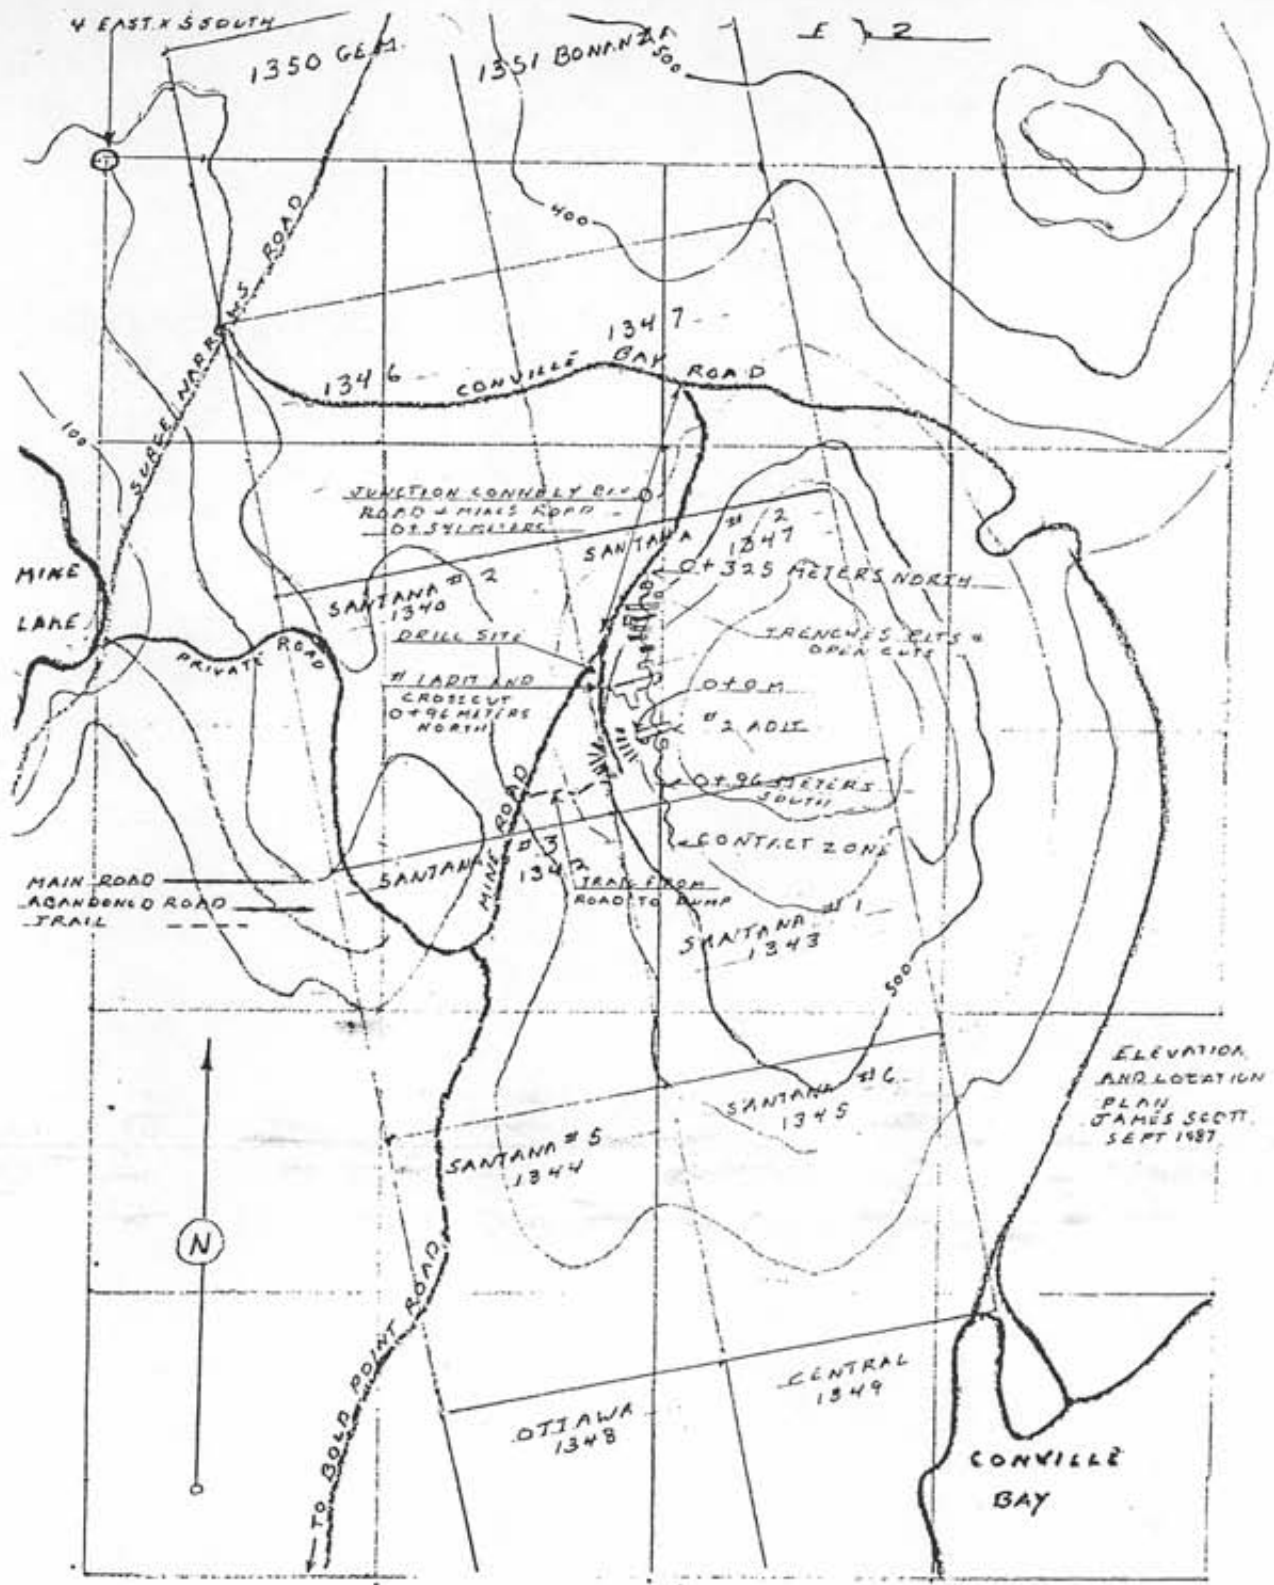 4 EAST X 5 SOUTH
1350 GEM.
1351 BONANZA
500
400
SURGE NARROWS ROAD
1347
1346
CONVILLE BAY ROAD
100
ROAD & MINES ROAD
0+541 METERS
MINE
LAKE
SANTANA #2
1347
0+325 METERS NORTH
SANTANA #2
1340
DRILL SITE
TRENCHES PITS &
OPEN CUTS
PRIVATE ROAD
#1 ADIT AND
CROSSCUT
0+96 METERS
NORTH
0+0 M
#2 ADIT
0+96 METERS
SOUTH
CONTACT ZONE
MINE ROAD
SANTANA #3
1342
TRAIL FROM
ROAD TO DUMP
MAIN ROAD
ABANDONED ROAD
TRAIL
SANTANA #1
1343
500
ELEVATION
AND LOCATION
PLAN
JAMES SCOTT.
SEPT 1987
SANTANA #6
1345
SANTANA #5
1344
N
TO BOLD POINT ROAD
CENTRAL
1349
OTTAWA
1348
CONVILLE
BAY